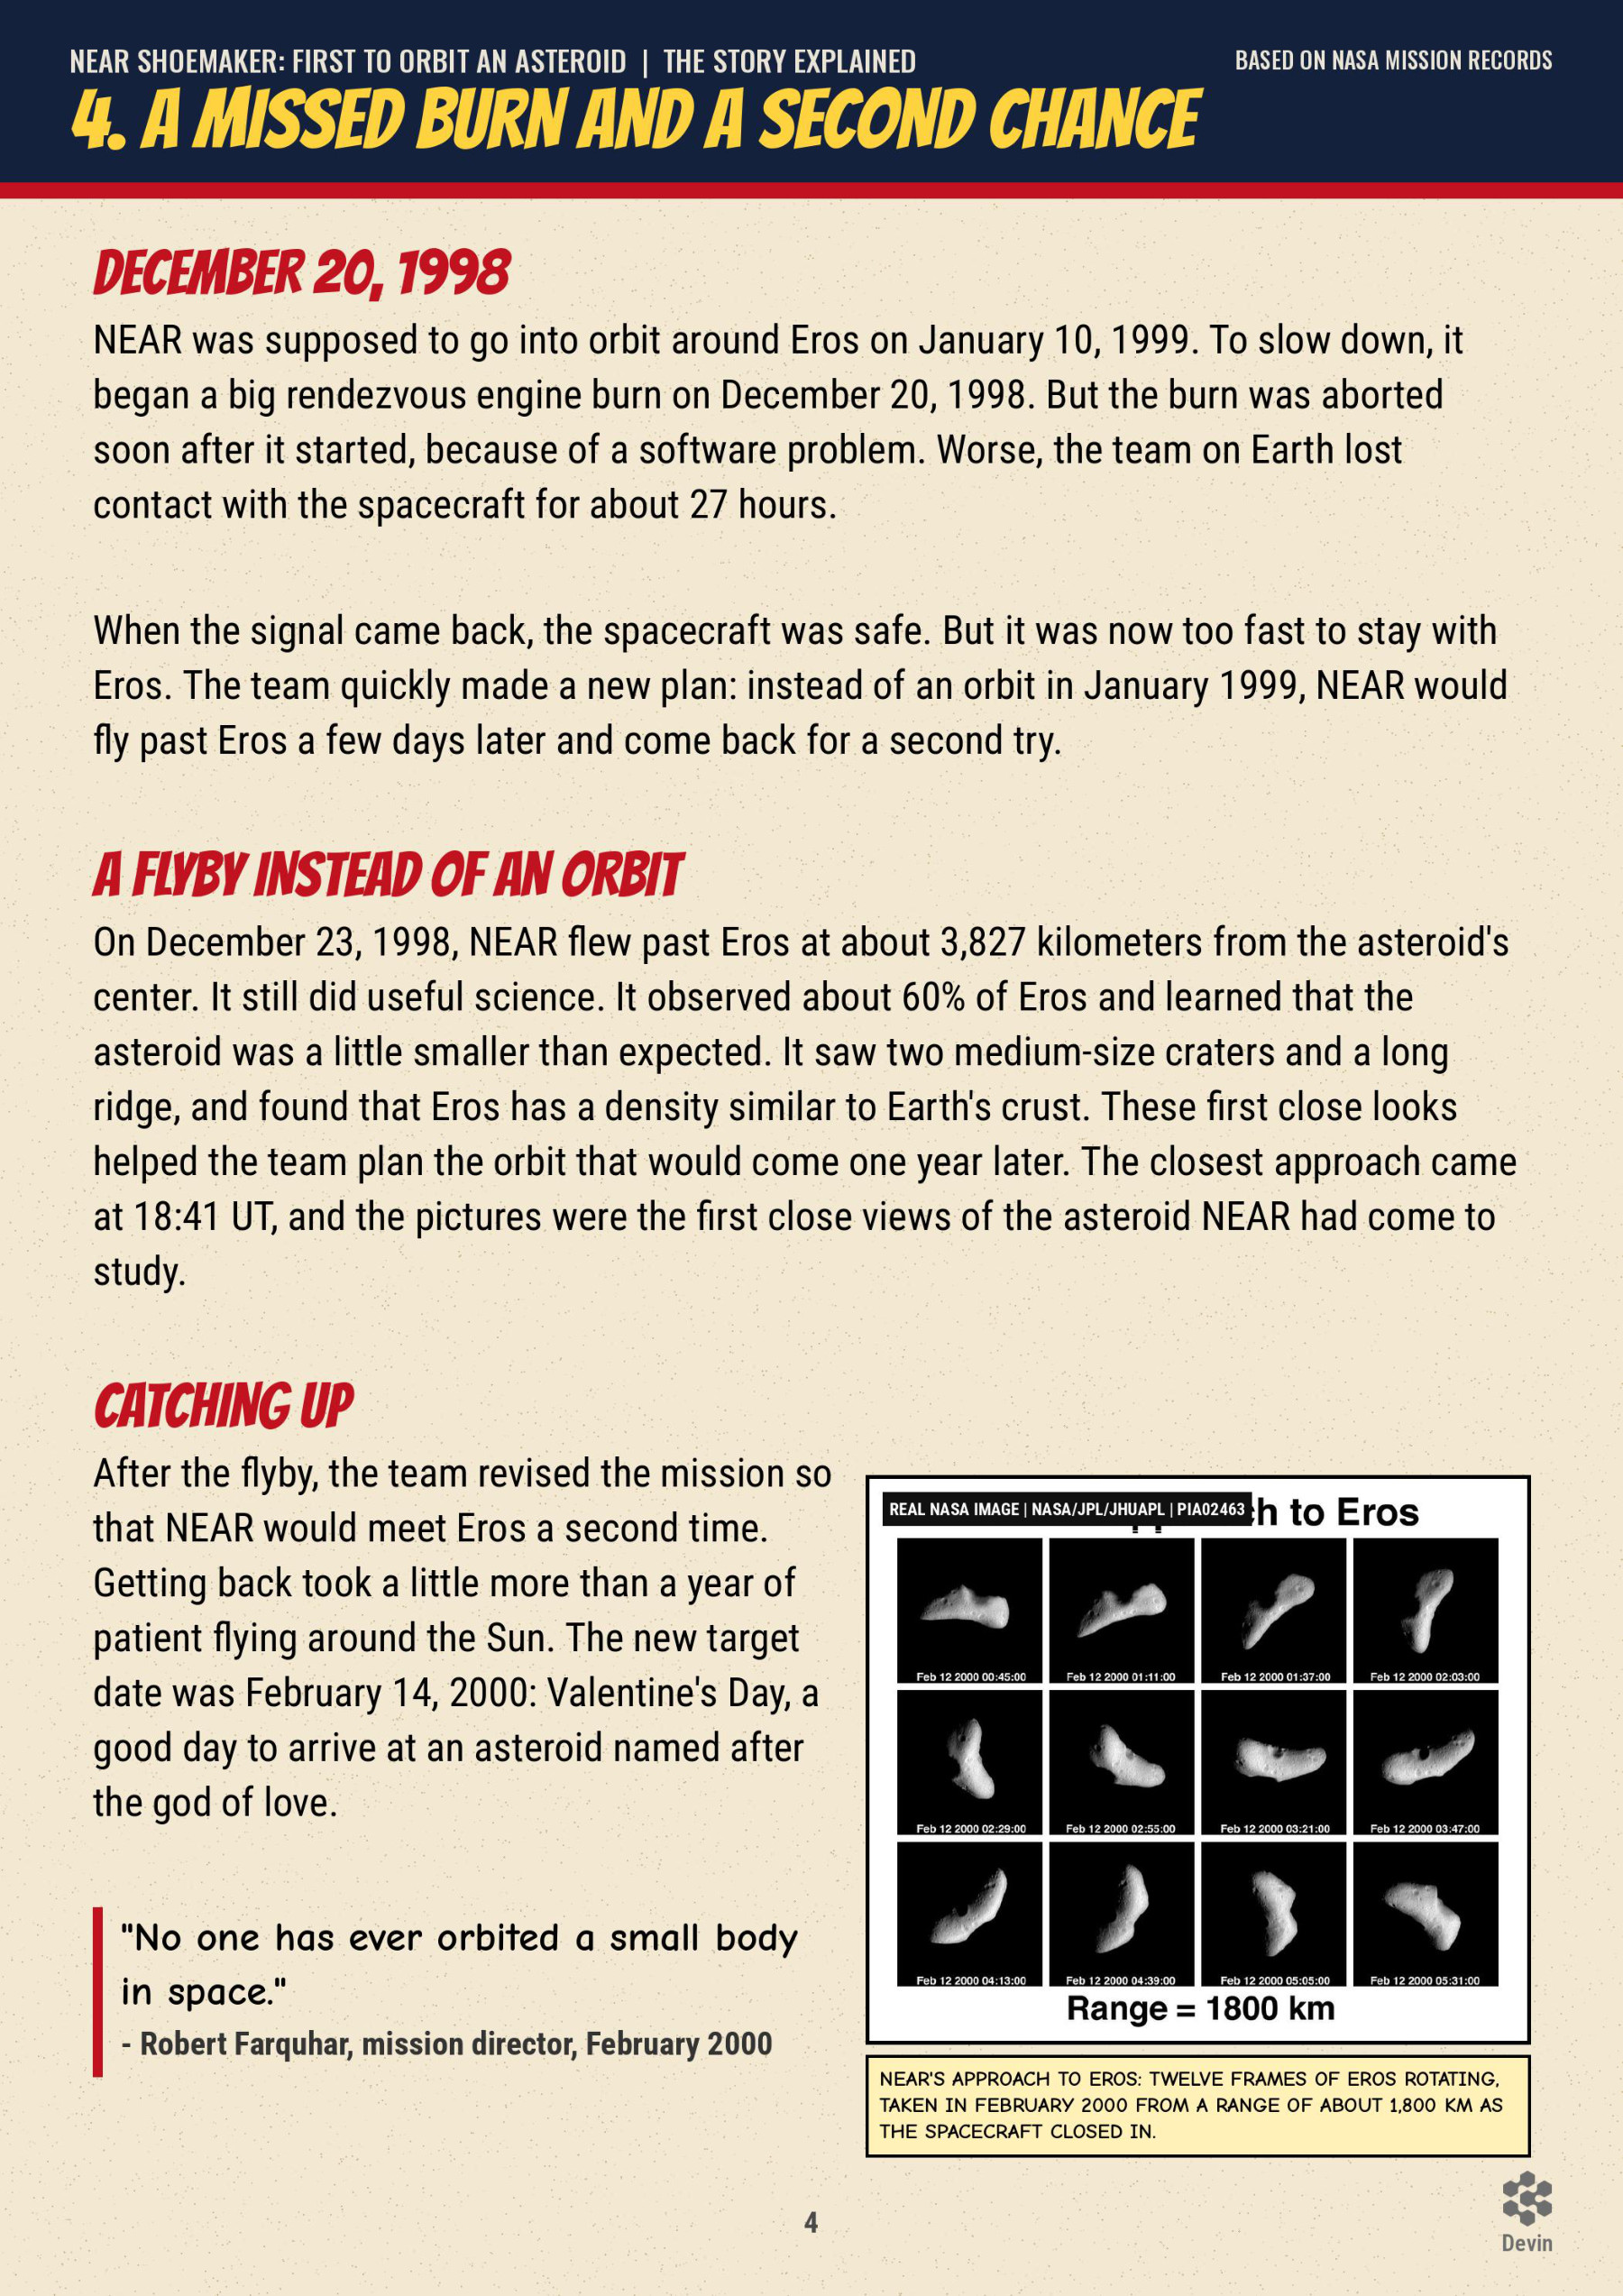 NEAR SHOEMAKER: FIRST TO ORBIT AN ASTEROID | THE STORY EXPLAINED
BASED ON NASA MISSION RECORDS
4. A MISSED BURN AND A SECOND CHANCE
DECEMBER 20, 1998
NEAR was supposed to go into orbit around Eros on January 10, 1999. To slow down, it
began a big rendezvous engine burn on December 20, 1998. But the burn was aborted
soon after it started, because of a software problem. Worse, the team on Earth lost
contact with the spacecraft for about 27 hours.
When the signal came back, the spacecraft was safe. But it was now too fast to stay with
Eros. The team quickly made a new plan: instead of an orbit in January 1999, NEAR would
fly past Eros a few days later and come back for a second try.
A FLYBY INSTEAD OF AN ORBIT
On December 23, 1998, NEAR flew past Eros at about 3,827 kilometers from the asteroid's
center. It still did useful science. It observed about 60% of Eros and learned that the
asteroid was a little smaller than expected. It saw two medium-size craters and a long
ridge, and found that Eros has a density similar to Earth's crust. These first close looks
helped the team plan the orbit that would come one year later. The closest approach came
at 18:41 UT, and the pictures were the first close views of the asteroid NEAR had come to
study.
CATCHING UP
After the flyby, the team revised the mission so
that NEAR would meet Eros a second time.
Getting back took a little more than a year of
patient flying around the Sun. The new target
date was February 14, 2000: Valentine's Day, a
good day to arrive at an asteroid named after
the god of love.
"No one has ever orbited a small body
in space."
- Robert Farquhar, mission director, February 2000
REAL NASA IMAGE | NASA/JPL/JHUAPL | PIA02463
to Eros
Feb 12 2000 00:45:00
Feb 12 2000 01:11:00
Feb 12 2000 01:37:00
Feb 12 2000 02:03:00
Feb 12 2000 02:29:00
Feb 12 2000 02:55:00
Feb 12 2000 03:21:00
Feb 12 2000 03:47:00
Feb 12 2000 04:13:00
Feb 12 2000 04:39:00
Feb 12 2000 05:05:00
Feb 12 2000 05:31:00
Range = 1800 km
NEAR'S APPROACH TO EROS: TWELVE FRAMES OF EROS ROTATING,
TAKEN IN FEBRUARY 2000 FROM A RANGE OF ABOUT 1,800 KM AS
THE SPACECRAFT CLOSED IN.
4
Devin